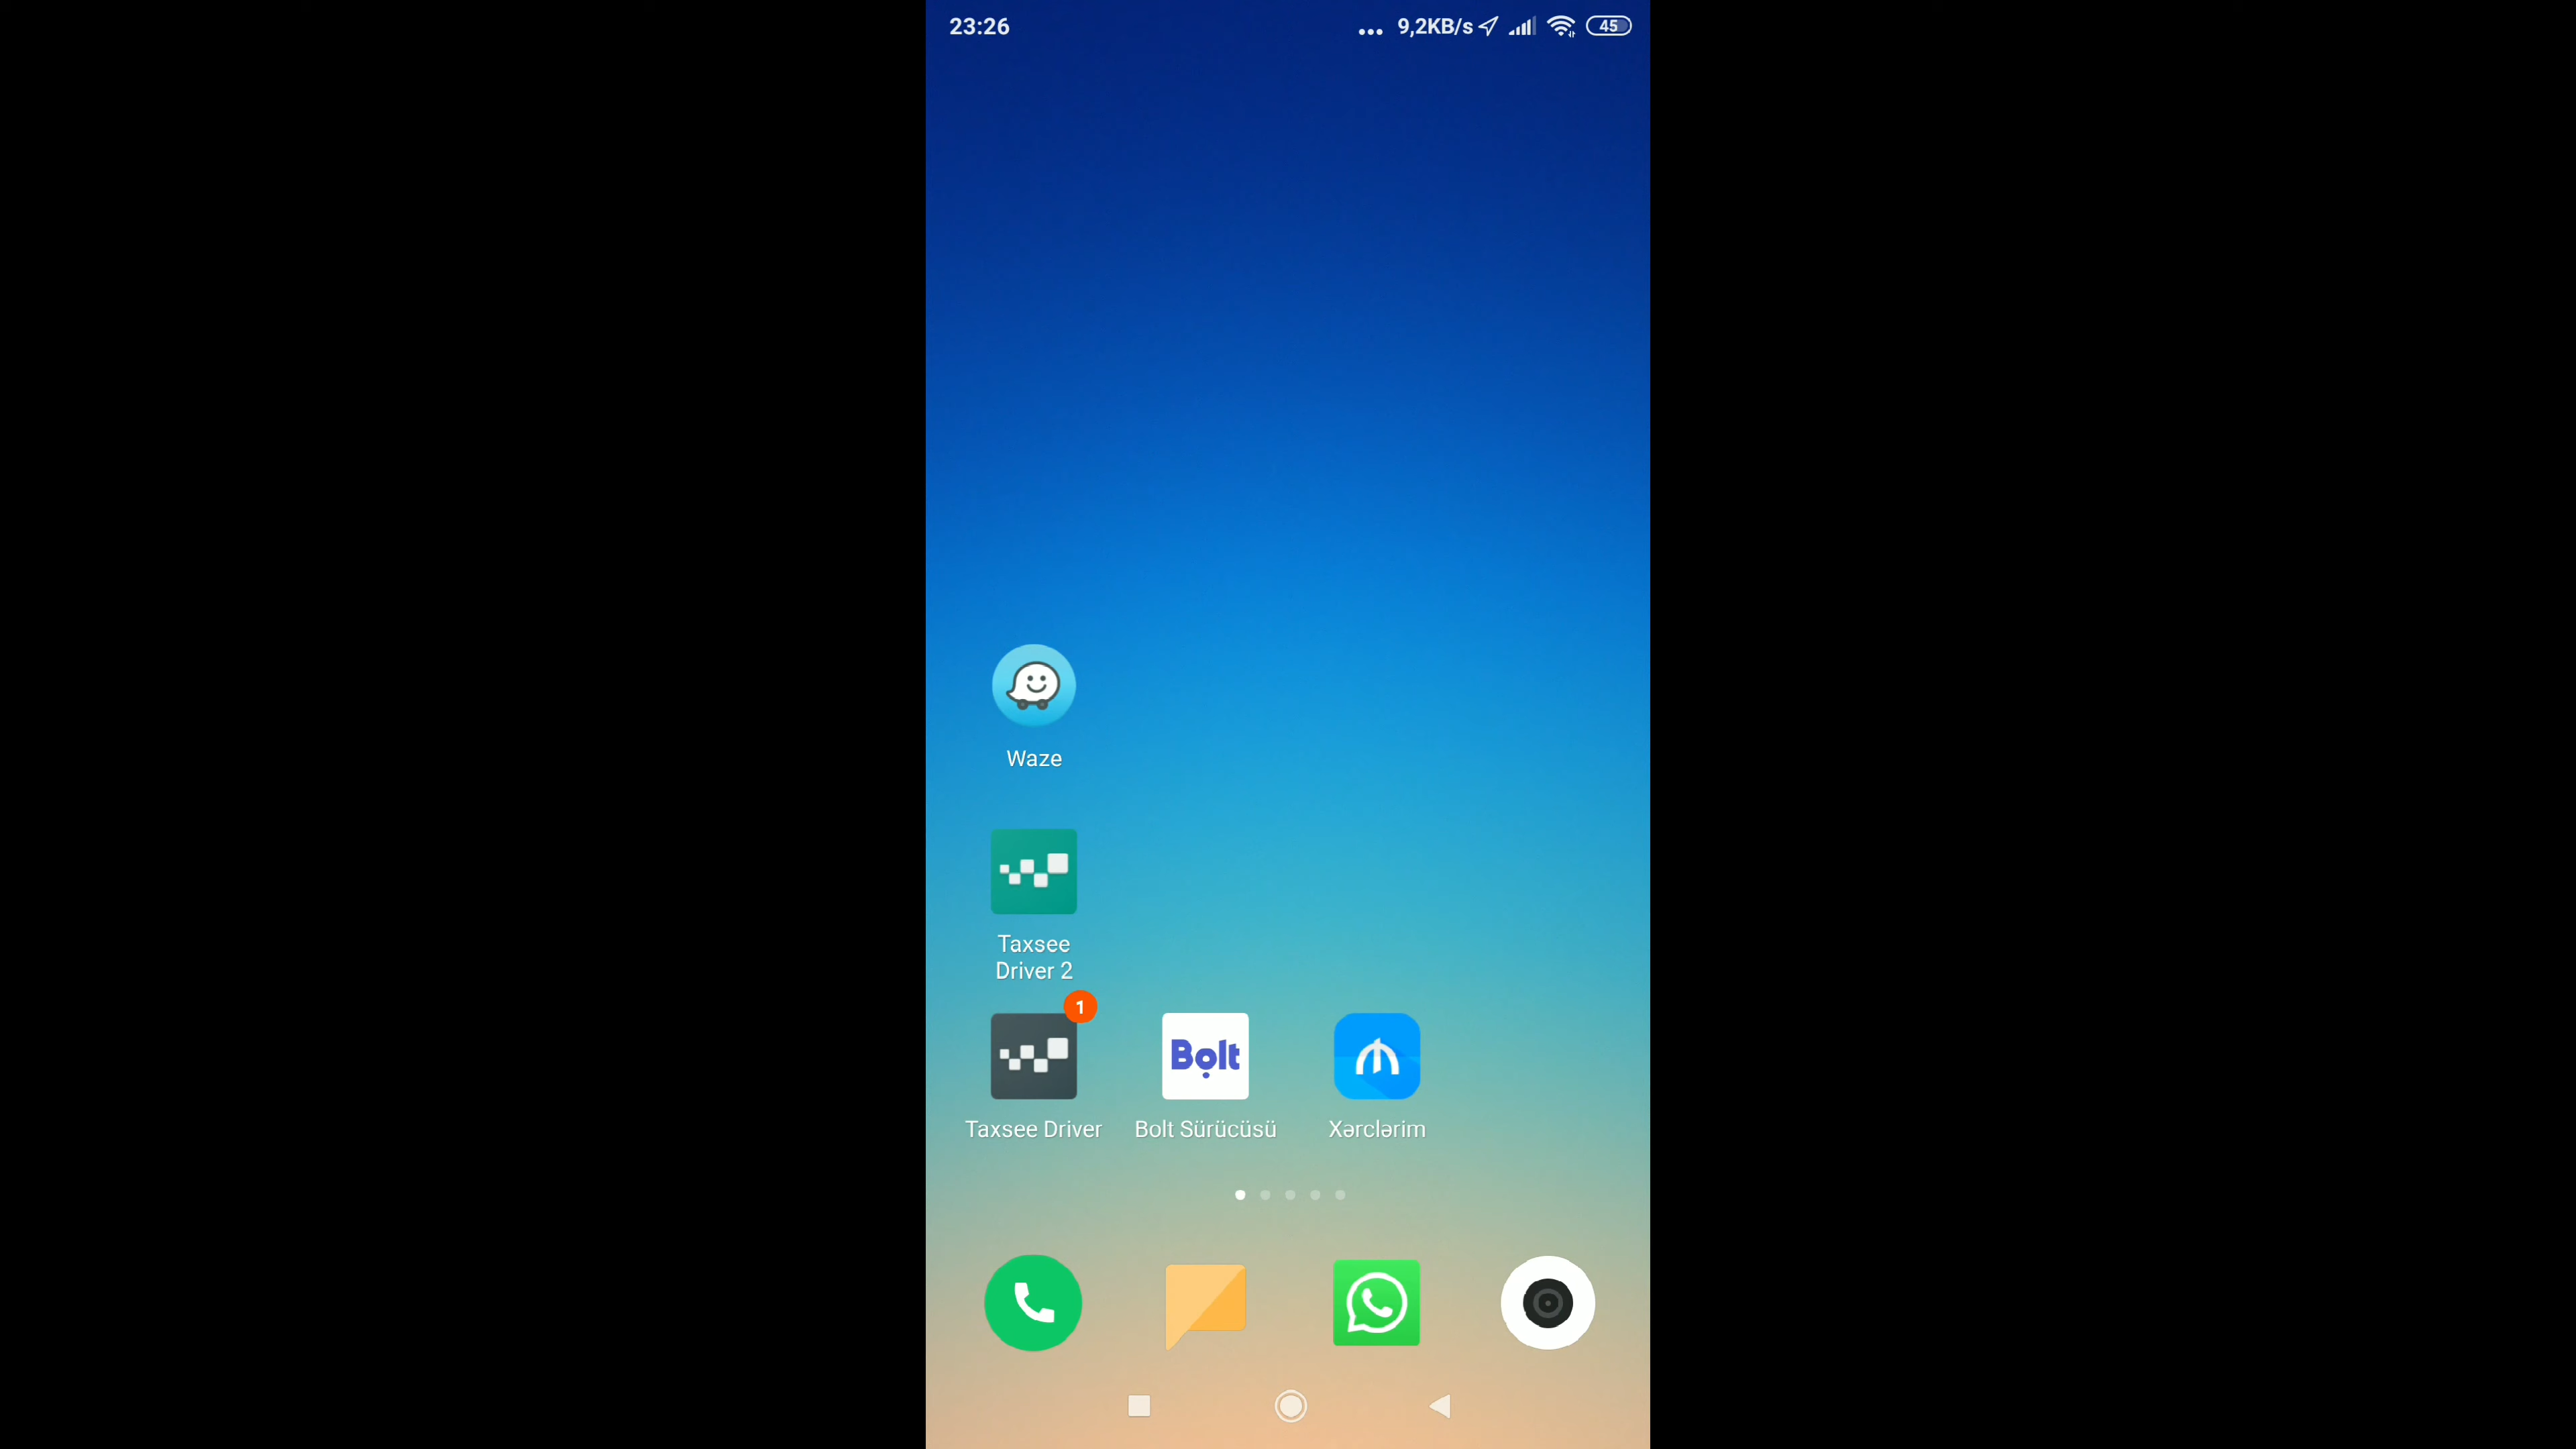 23:26
... 9,2KB/s 45
Waze
Taxsee
Driver 2
1
Bolt
Taxsee Driver Bolt Sürücüsü Xərclərim